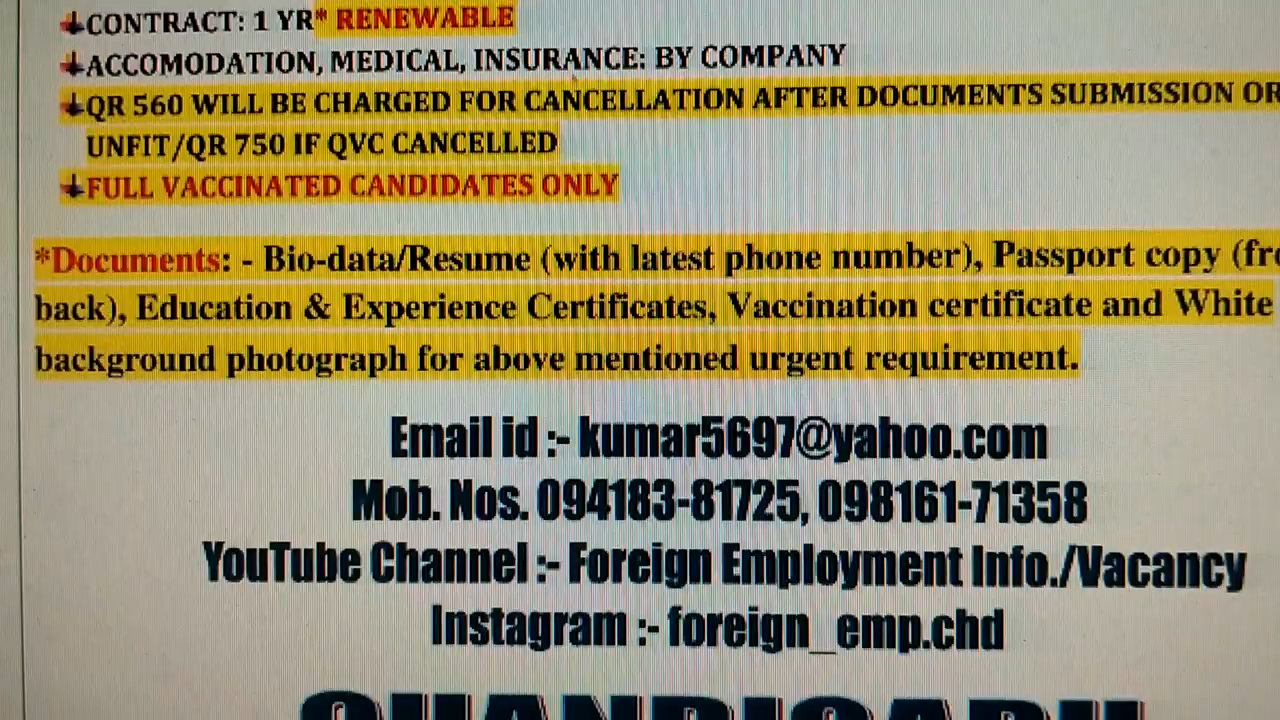 CONTRACT: 1 YR* RENEWABLE
ACCOMODATION, MEDICAL, INSURANCE: BY COMPANY
QR 560 WILL BE CHARGED FOR CANCELLATION AFTER DOCUMENTS SUBMISSION OR
UNFIT/QR 750 IF QVC CANCELLED
FULL VACCINATED CANDIDATES ONLY
*Documents: - Bio-data/Resume (with latest phone number), Passport copy (fro
back), Education & Experience Certificates, Vaccination certificate and White
background photograph for above mentioned urgent requirement.
Email id :- kumar5697@yahoo.com
Mob. Nos. 094183-81725, 098161-71358
YouTube Channel :- Foreign Employment Info./Vacancy
Instagram :- foreign_emp.chd
CHANDIGARH